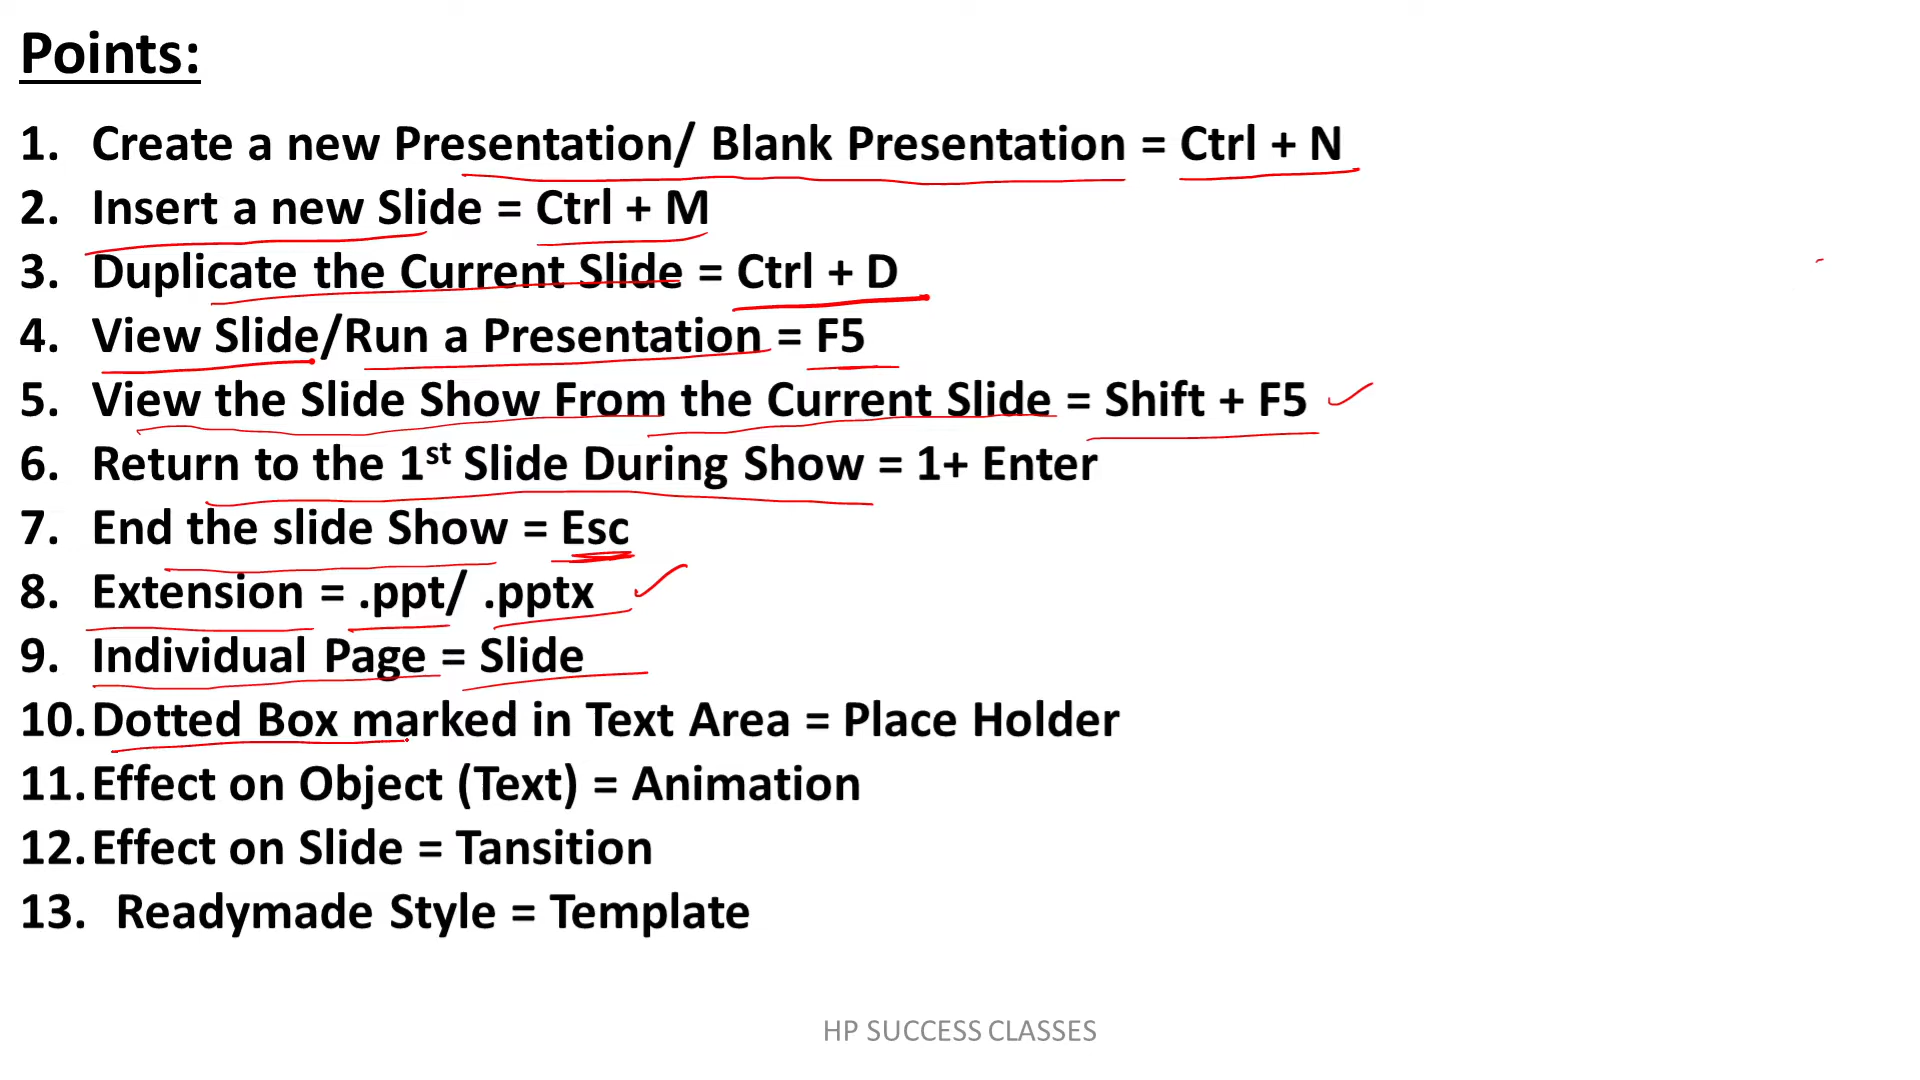 Points:
1. Create a new Presentation/ Blank Presentation = Ctrl + N
2. Insert a new Slide = Ctrl + M
3. Duplicate the Current Slide = Ctrl + D
4. View Slide/Run a Presentation = F5
5. View the Slide Show From the Current Slide = Shift + F5
6. Return to the 1st Slide During Show = 1+ Enter
7. End the slide Show = Esc
8. Extension = .ppt/ .pptx
9. Individual Page = Slide
10. Dotted Box marked in Text Area = Place Holder
11. Effect on Object (Text) = Animation
12. Effect on Slide = Tansition
13. Readymade Style = Template
HP SUCCESS CLASSES